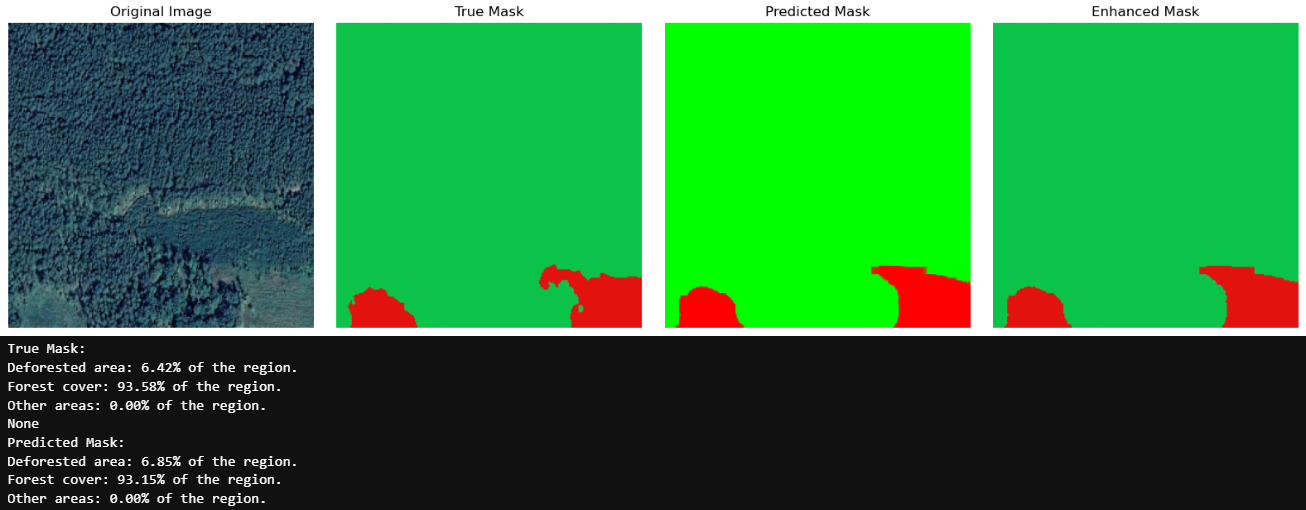 Original Image
True Mask
Predicted Mask
Enhanced Mask
True Mask:
Deforested area: 6.42% of the region.
Forest cover: 93.58% of the region.
Other areas: 0.00% of the region.
None
Predicted Mask:
Deforested area: 6.85% of the region.
Forest cover: 93.15% of the region.
Other areas: 0.00% of the region.